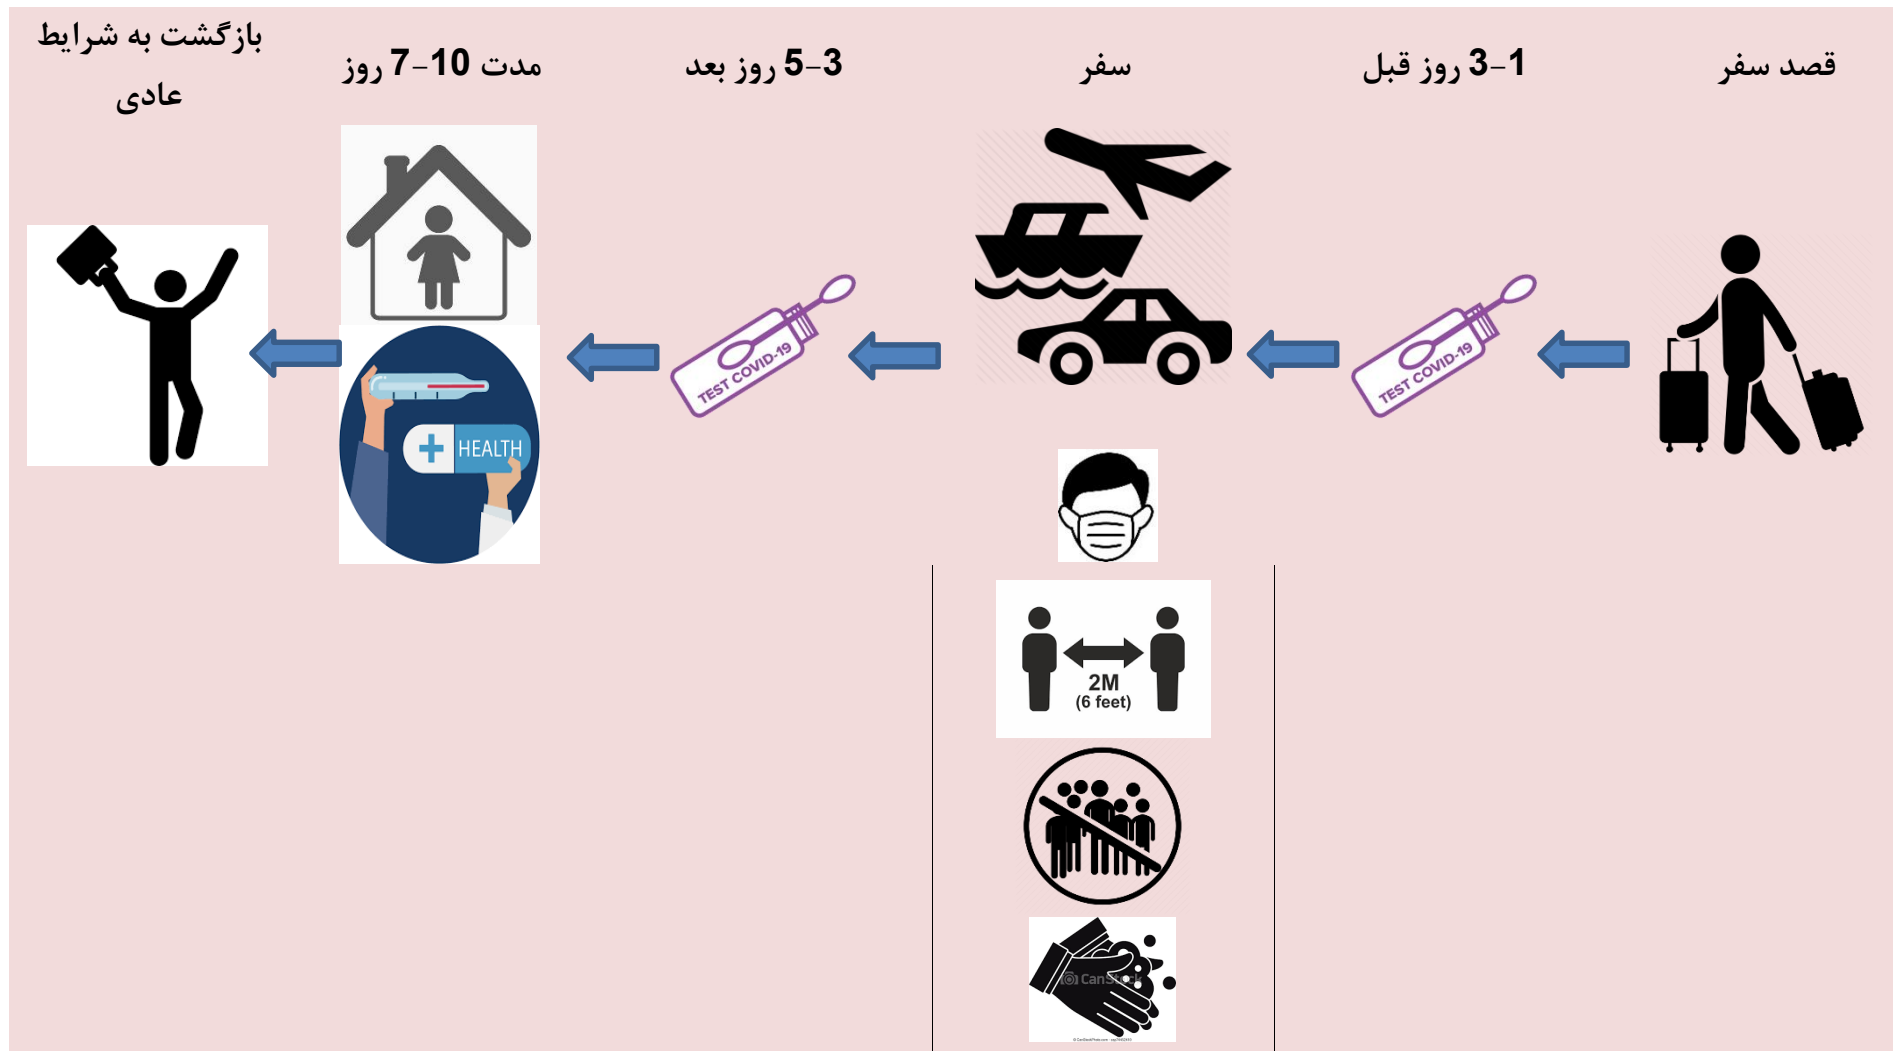 قصد سفر
3-1 روز قبل
سفر
5-3 روز بعد
مدت 10-7 روز
بازگشت به شرایط
عادی
TEST COVID-19
TEST COVID-19
HEALTH
2M
(6 feet)
CanStock